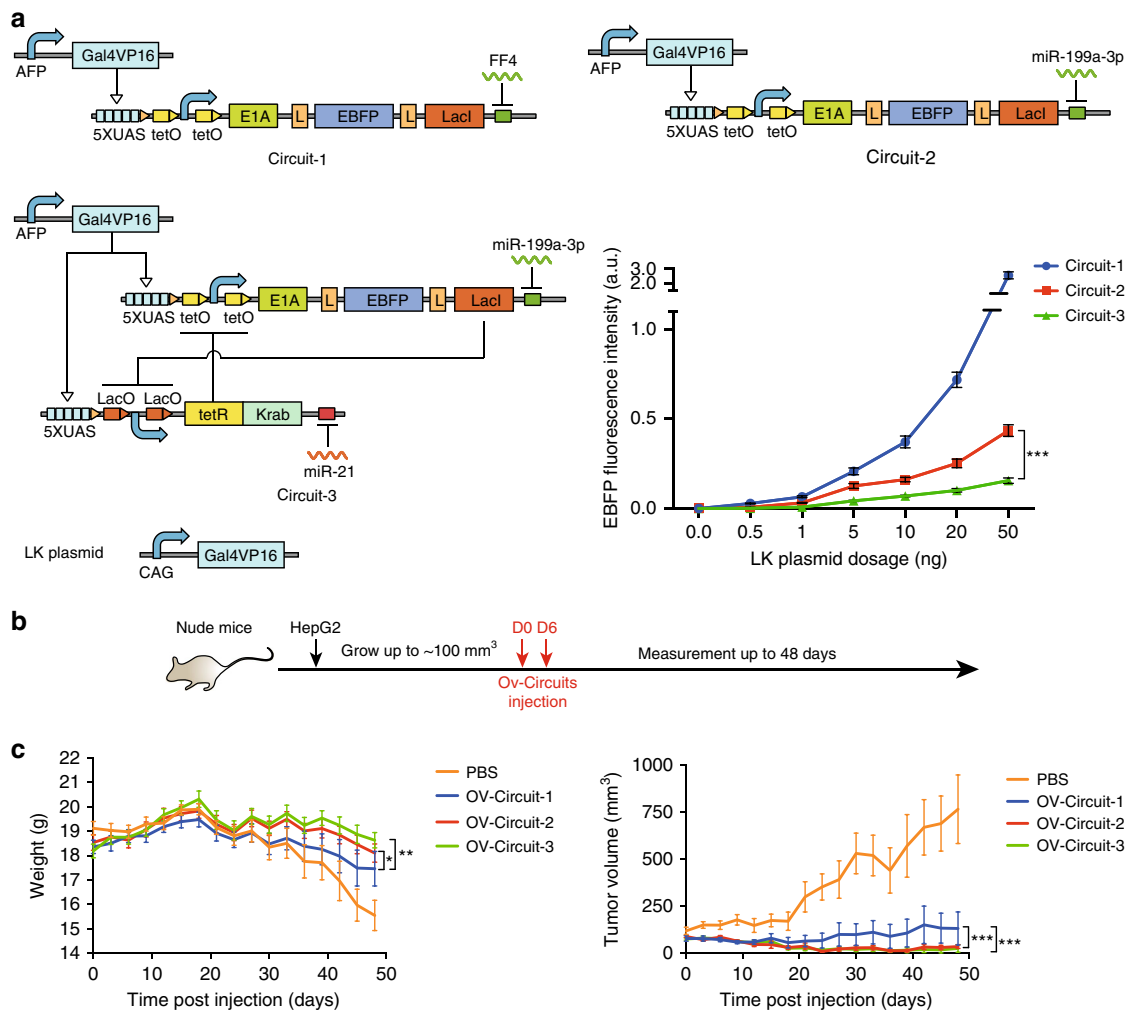 a
AFP
Gal4VP16
FF4
5XUAS
tetO
tetO
E1A
L
EBFP
L
LacI
Circuit-1
AFP
Gal4VP16
miR-199a-3p
5XUAS
tetO
tetO
E1A
L
EBFP
L
LacI
Circuit-2
AFP
Gal4VP16
miR-199a-3p
5XUAS
tetO
tetO
E1A
L
EBFP
L
LacI
LacO
LacO
5XUAS
tetR
Krab
miR-21
Circuit-3
LK plasmid
CAG
Gal4VP16
EBFP fluorescence intensity (a.u.)
3.0
2.0
1.0
0.5
0.0
Circuit-1
Circuit-2
Circuit-3
***
0.0 0.5 1 5 10 20 50
LK plasmid dosage (ng)
b
Nude mice
HepG2
Grow up to ~100 mm3
D0 D6
Ov-Circuits
injection
Measurement up to 48 days
c
Weight (g)
22
21
20
19
18
17
16
15
14
PBS
OV-Circuit-1
OV-Circuit-2
OV-Circuit-3
*
**
0 10 20 30 40 50
Time post injection (days)
Tumor volume (mm3)
1000
750
500
250
0
PBS
OV-Circuit-1
OV-Circuit-2
OV-Circuit-3
***
***
0 10 20 30 40 50
Time post injection (days)